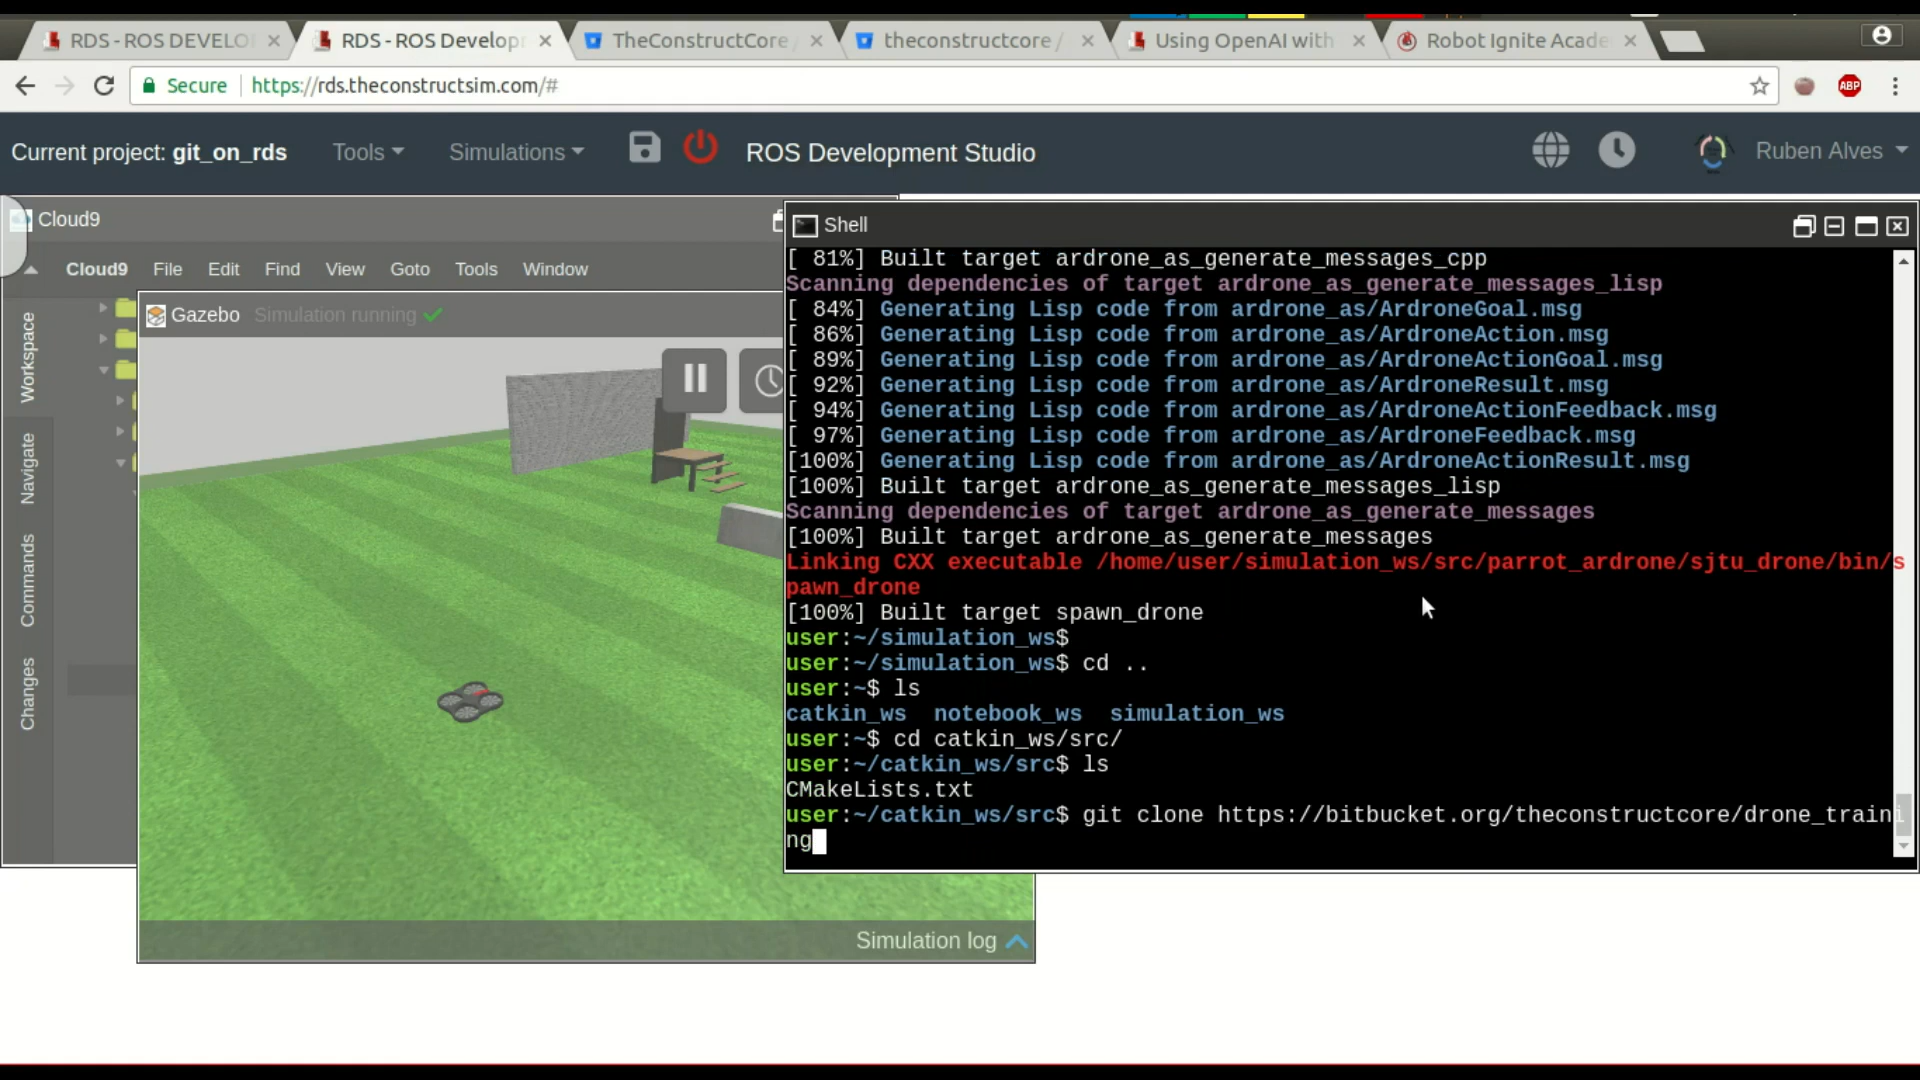 RDS - ROS DEVELO
RDS - ROS Develop
TheConstructCore /
theconstructcore /
Using OpenAI with
Robot Ignite Acade
Secure
https://rds.theconstructsim.com/#
ABP
Current project: git_on_rds
Tools
Simulations
ROS Development Studio
Ruben Alves
Cloud9
Cloud9 File Edit Find View Goto Tools Window
Workspace
Navigate
Commands
Changes
Gazebo Simulation running
Simulation log
Shell
[ 81%] Built target ardrone_as_generate_messages_cpp
Scanning dependencies of target ardrone_as_generate_messages_lisp
[ 84%] Generating Lisp code from ardrone_as/ArdroneGoal.msg
[ 86%] Generating Lisp code from ardrone_as/ArdroneAction.msg
[ 89%] Generating Lisp code from ardrone_as/ArdroneActionGoal.msg
[ 92%] Generating Lisp code from ardrone_as/ArdroneResult.msg
[ 94%] Generating Lisp code from ardrone_as/ArdroneActionFeedback.msg
[ 97%] Generating Lisp code from ardrone_as/ArdroneFeedback.msg
[100%] Generating Lisp code from ardrone_as/ArdroneActionResult.msg
[100%] Built target ardrone_as_generate_messages_lisp
Scanning dependencies of target ardrone_as_generate_messages
[100%] Built target ardrone_as_generate_messages
Linking CXX executable /home/user/simulation_ws/src/parrot_ardrone/sjtu_drone/bin/s
pawn_drone
[100%] Built target spawn_drone
user:~/simulation_ws$
user:~/simulation_ws$ cd ..
user:~$ ls
catkin_ws notebook_ws simulation_ws
user:~$ cd catkin_ws/src/
user:~/catkin_ws/src$ ls
CMakeLists.txt
user:~/catkin_ws/src$ git clone https://bitbucket.org/theconstructcore/drone_traini
ng